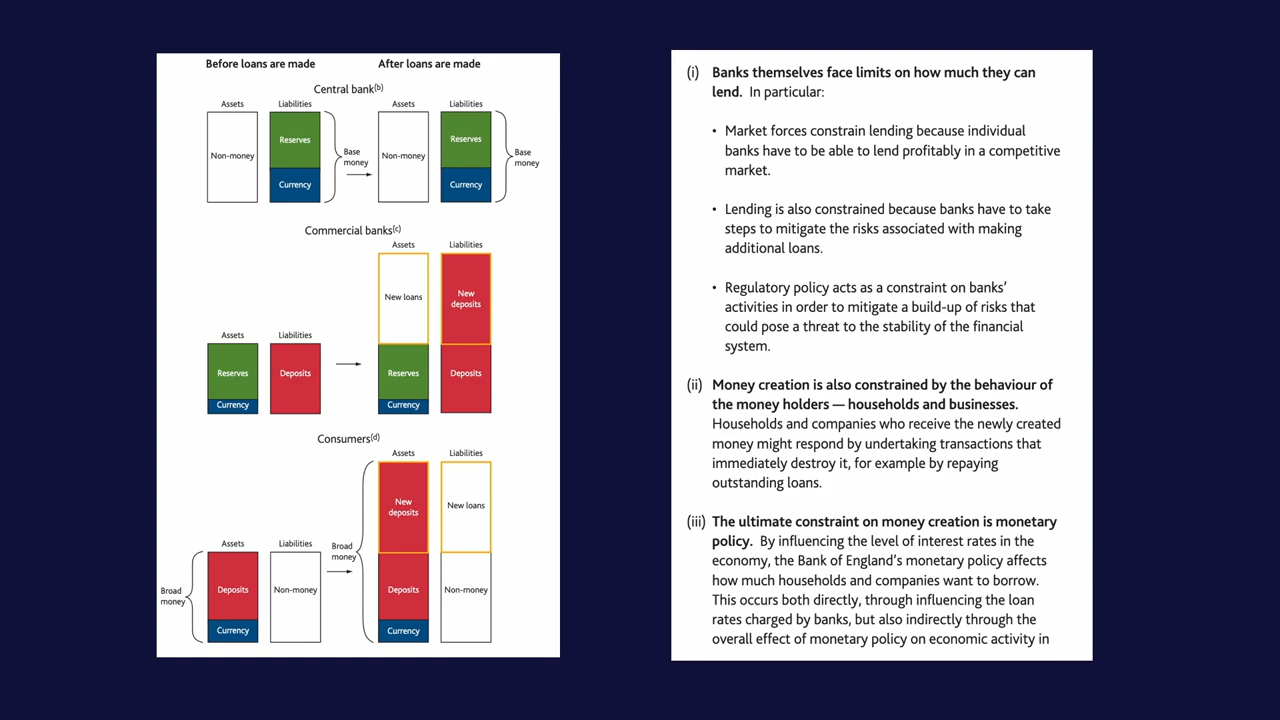 Before loans are made After loans are made
Central bank(b)
Assets Liabilities Assets Liabilities
Reserves Reserves
Non-money Base money Non-money Base money
Currency Currency
Commercial banks(c)
Assets Liabilities
New loans New deposits
Assets Liabilities
Reserves Deposits Reserves Deposits
Currency Currency
Consumers(d)
Assets Liabilities
New deposits New loans
Assets Liabilities Broad money
Broad money Deposits Non-money Deposits Non-money
Currency Currency
(i) Banks themselves face limits on how much they can
lend. In particular:
• Market forces constrain lending because individual
banks have to be able to lend profitably in a competitive
market.
• Lending is also constrained because banks have to take
steps to mitigate the risks associated with making
additional loans.
• Regulatory policy acts as a constraint on banks’
activities in order to mitigate a build-up of risks that
could pose a threat to the stability of the financial
system.
(ii) Money creation is also constrained by the behaviour of
the money holders — households and businesses.
Households and companies who receive the newly created
money might respond by undertaking transactions that
immediately destroy it, for example by repaying
outstanding loans.
(iii) The ultimate constraint on money creation is monetary
policy. By influencing the level of interest rates in the
economy, the Bank of England’s monetary policy affects
how much households and companies want to borrow.
This occurs both directly, through influencing the loan
rates charged by banks, but also indirectly through the
overall effect of monetary policy on economic activity in